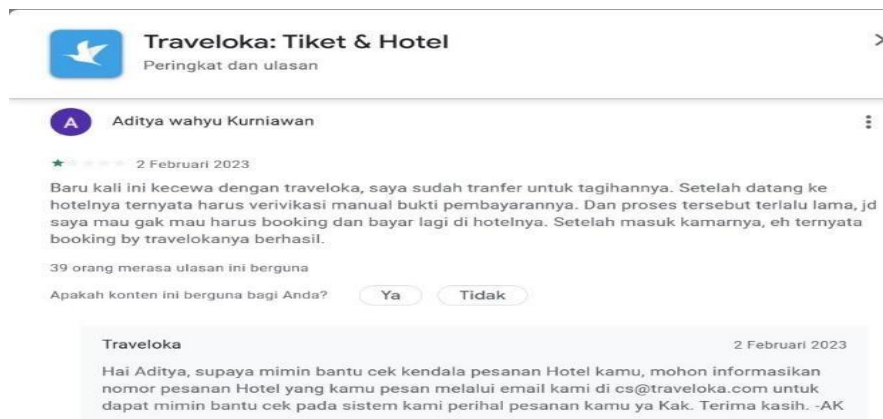 Traveloka: Tiket & Hotel
Peringkat dan ulasan
A
Aditya wahyu Kurniawan
2 Februari 2023
Baru kali ini kecewa dengan traveloka, saya sudah tranfer untuk tagihannya. Setelah datang ke
hotelnya ternyata harus verivikasi manual bukti pembayarannya. Dan proses tersebut terlalu lama, jd
saya mau gak mau harus booking dan bayar lagi di hotelnya. Setelah masuk kamarnya, eh ternyata
booking by travelokanya berhasil.
39 orang merasa ulasan ini berguna
Apakah konten ini berguna bagi Anda? Ya Tidak
Traveloka 2 Februari 2023
Hai Aditya, supaya mimin bantu cek kendala pesanan Hotel kamu, mohon informasikan
nomor pesanan Hotel yang kamu pesan melalui email kami di cs@traveloka.com untuk
dapat mimin bantu cek pada sistem kami perihal pesanan kamu ya Kak. Terima kasih. -AK